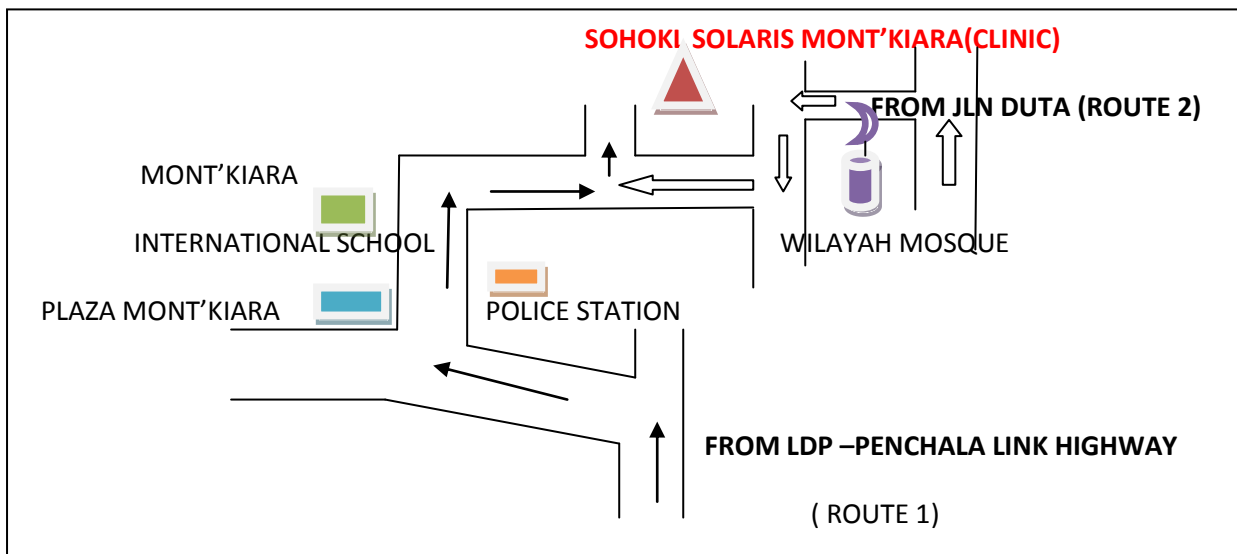 SOHOKL SOLARIS MONT’KIARA(CLINIC)
FROM JLN DUTA (ROUTE 2)
MONT’KIARA
INTERNATIONAL SCHOOL
WILAYAH MOSQUE
PLAZA MONT’KIARA
POLICE STATION
FROM LDP –PENCHALA LINK HIGHWAY
( ROUTE 1)